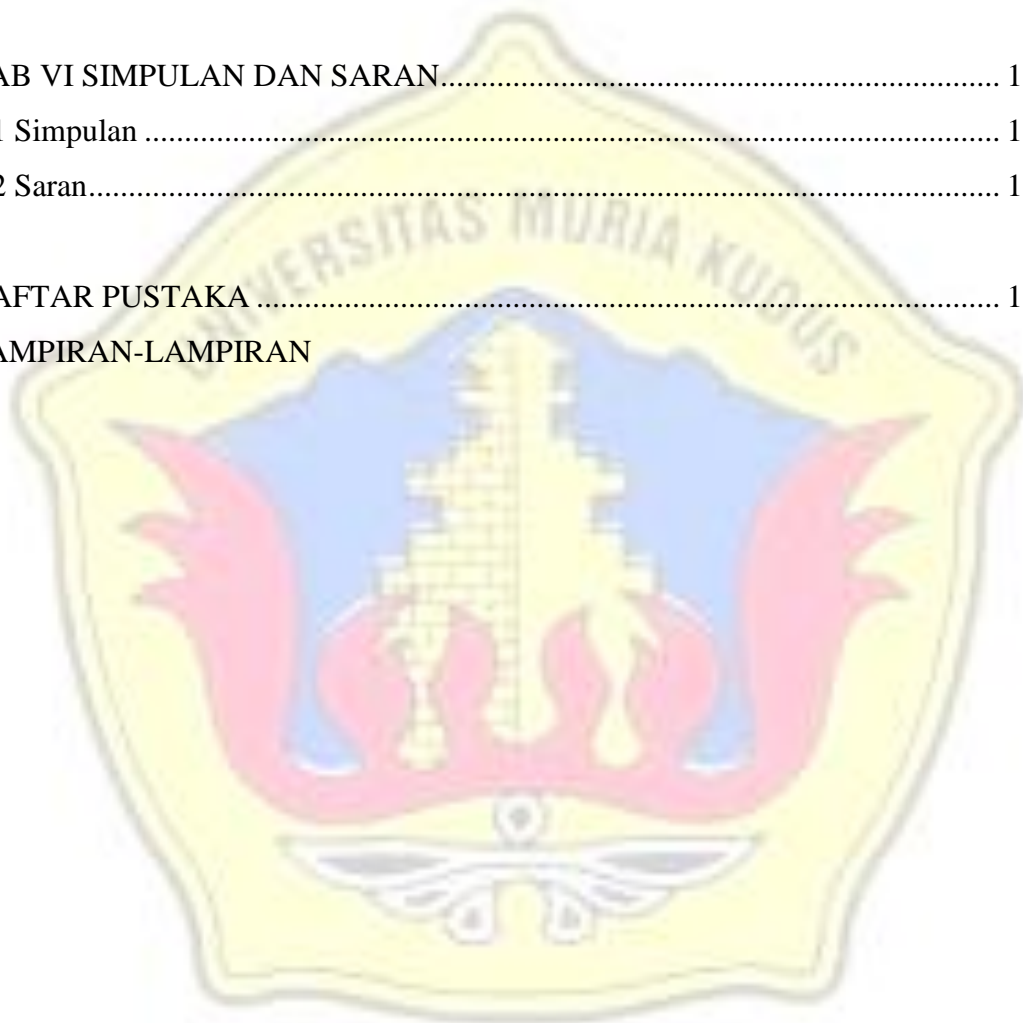 AB VI SIMPULAN DAN SARAN.......................................................................... 1
1 Simpulan ............................................................................................................. 1
2 Saran.................................................................................................................... 1
UNIVERSITAS MURIA KUDUS
AFTAR PUSTAKA ................................................................................................ 1
AMPIRAN-LAMPIRAN